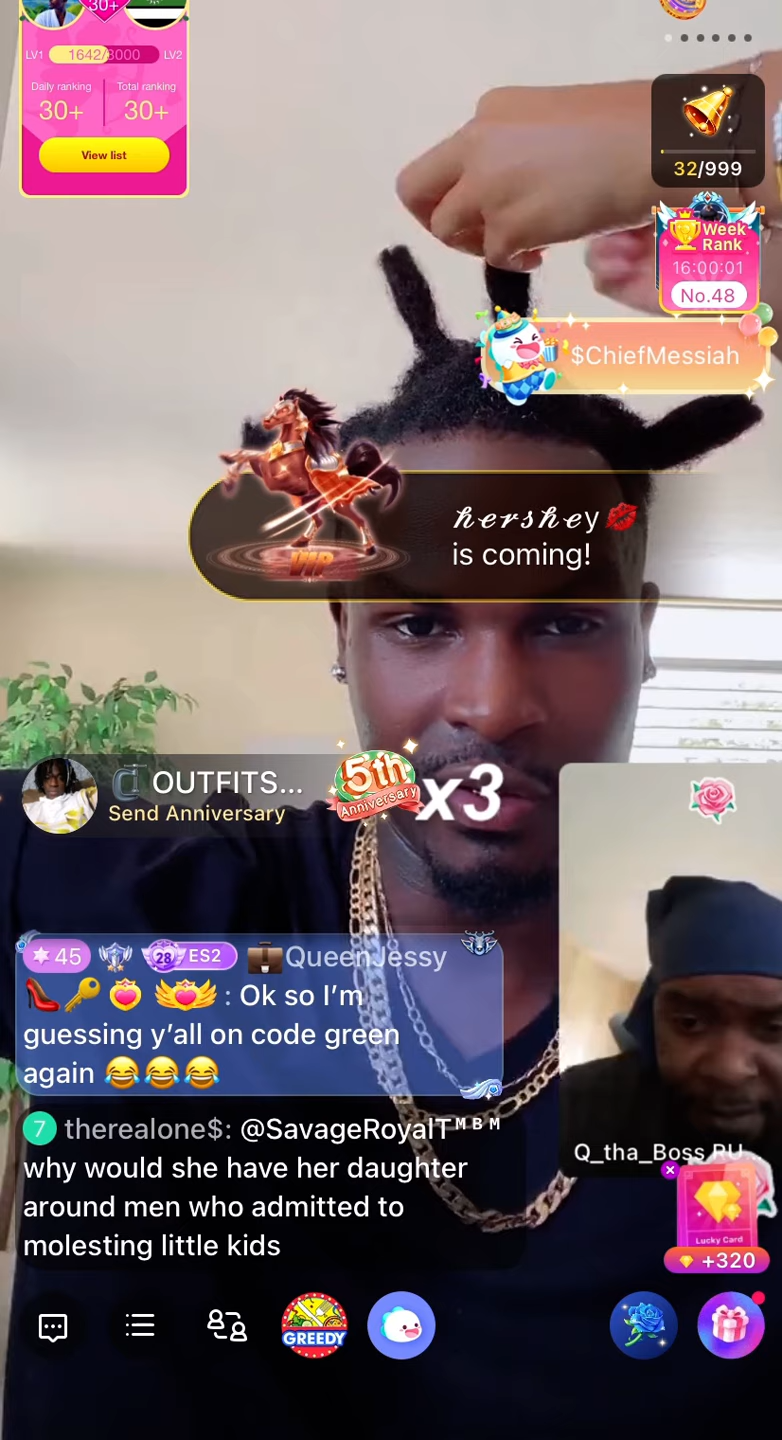 30+
LV1 1642/3000 LV2
Daily ranking Total ranking
30+ 30+
View list
32/999
Week
Rank
16:00:01
No.48
$ChiefMessiah
𝓱𝓮𝓻𝓼𝓱𝓮y💋
is coming!
VIP
OUTFITS...
Send Anniversary
5th
Anniversary
x3
45 28 ES2 💼QueenJessy
👠🔑 : Ok so I’m
guessing y’all on code green
again 😂😂😂
7 therealone$: @SavageRoyalTᴹᴮᴹ
why would she have her daughter
around men who admitted to
molesting little kids
Q_tha_Boss RU...
Lucky Card
+320
GREEDY